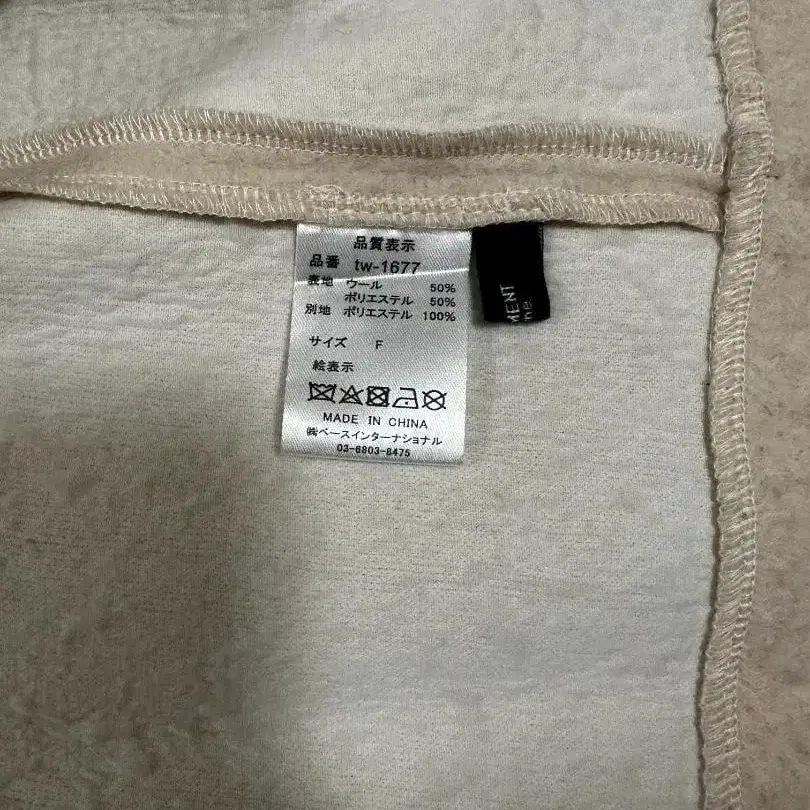 品質表示
品番 tw-1677
表地 ウール 50%
ポリエステル 50%
別地 ポリエステル 100%
サイズ F
絵表示
MADE IN CHINA
㈱ベースインターナショナル
03-6803-8475
MENT
ne